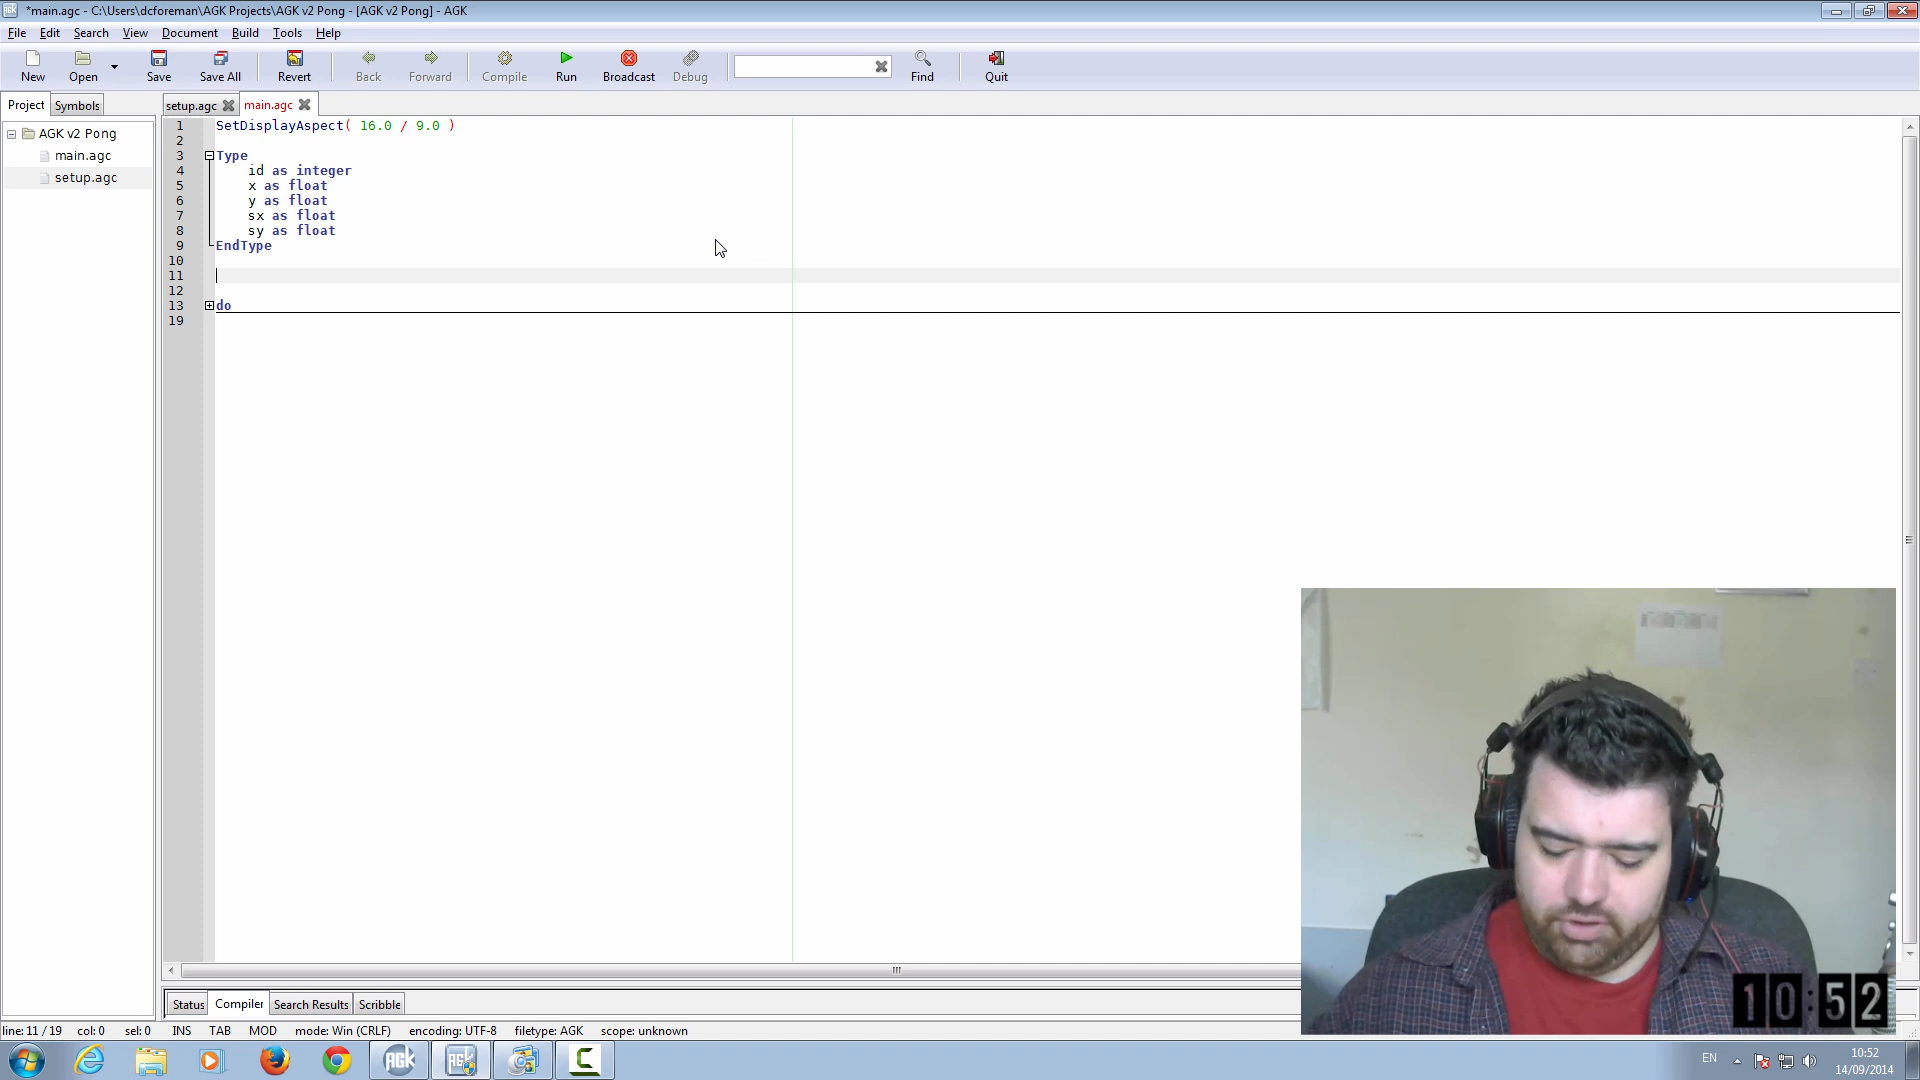 *main.agc - C:\Users\dcforeman\AGK Projects\AGK v2 Pong - [AGK v2 Pong] - AGK
File Edit Search View Document Build Tools Help
New Open Save Save All Revert Back Forward Compile Run Broadcast Debug Find Quit
Project Symbols
setup.agc main.agc
AGK v2 Pong
main.agc
setup.agc
1 SetDisplayAspect( 16.0 / 9.0 )
2
3 Type
4 id as integer
5 x as float
6 y as float
7 sx as float
8 sy as float
9 EndType
10
11
12
13 do
19
Status Compiler Search Results Scribble
line: 11 / 19 col: 0 sel: 0 INS TAB MOD mode: Win (CRLF) encoding: UTF-8 filetype: AGK scope: unknown
10:52
AGK AGK EN 10:52
14/09/2014